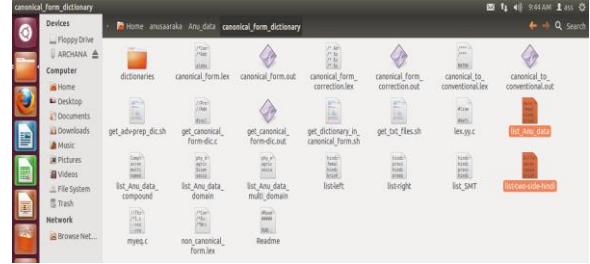 canonical_form_dictionary
9:44 AM
ass
Devices
Floppy Drive
ARCHANA
Computer
Home
Desktop
Documents
Downloads
Music
Pictures
Videos
File System
Trash
Network
Browse Net...
Home anusaaraka Anu_data canonical_form_dictionary
Search
dictionaries
canonical_form.lex
canonical_form.out
canonical_form_
correction.lex
canonical_form_
correction.out
canonical_to_
conventional.lex
canonical_to_
conventional.out
get_adv-prep_dic.sh
get_canonical_
form-dic.c
get_canonical_
form-dic.out
get_dictionary_in_
canonical_form.sh
get_txt_files.sh
lex.yy.c
list_Anu_data
list_Anu_data_
compound
list_Anu_data_
domain
list_Anu_data_
multi_domain
list-left
list-right
list_SMT
list-two-side-hindi
myeq.c
non_canonical_
form.lex
Readme